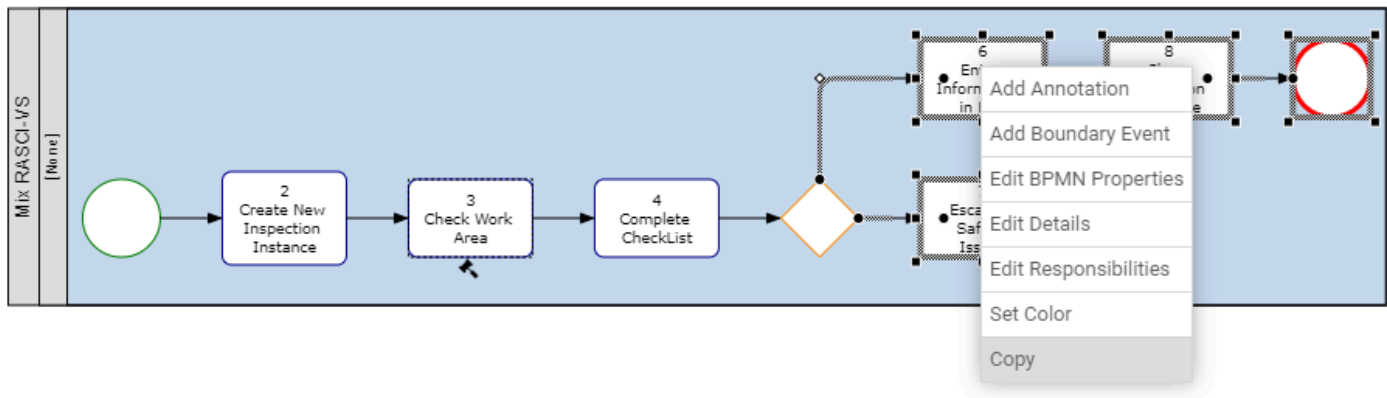 Mix RASCI-VS
[None]
2
Create New
Inspection
Instance
3
Check Work
Area
4
Complete
CheckList
6
in
8
Add Annotation
Add Boundary Event
Edit BPMN Properties
Edit Details
Edit Responsibilities
Set Color
Copy